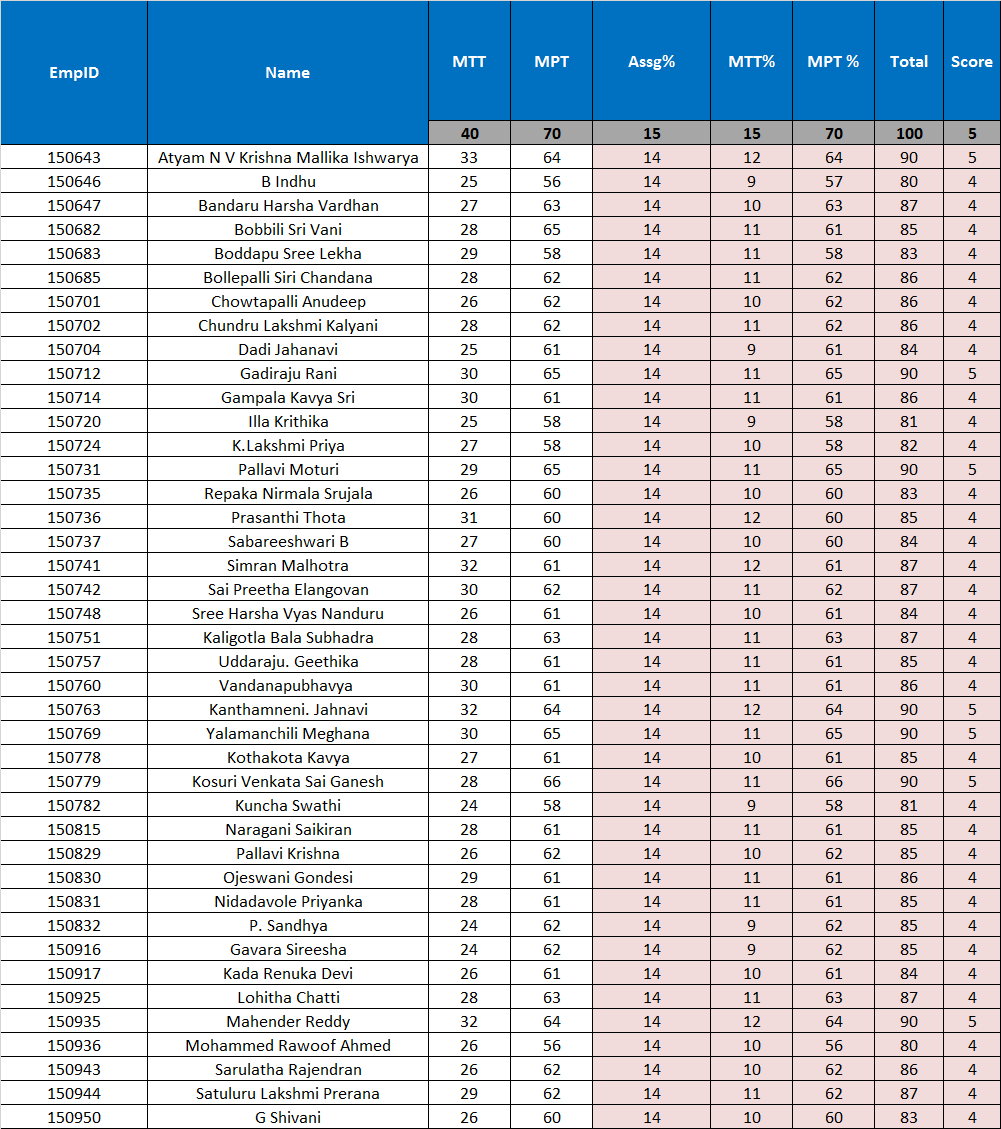 EmpID Name MTT MPT Assg% MTT% MPT % Total Score
40 70 15 15 70 100 5
150643 Atyam N V Krishna Mallika Ishwarya 33 64 14 12 64 90 5
150646 B Indhu 25 56 14 9 57 80 4
150647 Bandaru Harsha Vardhan 27 63 14 10 63 87 4
150682 Bobbili Sri Vani 28 65 14 11 61 85 4
150683 Boddapu Sree Lekha 29 58 14 11 58 83 4
150685 Bollepalli Siri Chandana 28 62 14 11 62 86 4
150701 Chowtapalli Anudeep 26 62 14 10 62 86 4
150702 Chundru Lakshmi Kalyani 28 62 14 11 62 86 4
150704 Dadi Jahanavi 25 61 14 9 61 84 4
150712 Gadiraju Rani 30 65 14 11 65 90 5
150714 Gampala Kavya Sri 30 61 14 11 61 86 4
150720 Illa Krithika 25 58 14 9 58 81 4
150724 K.Lakshmi Priya 27 58 14 10 58 82 4
150731 Pallavi Moturi 29 65 14 11 65 90 5
150735 Repaka Nirmala Srujala 26 60 14 10 60 83 4
150736 Prasanthi Thota 31 60 14 12 60 85 4
150737 Sabareeshwari B 27 60 14 10 60 84 4
150741 Simran Malhotra 32 61 14 12 61 87 4
150742 Sai Preetha Elangovan 30 62 14 11 62 87 4
150748 Sree Harsha Vyas Nanduru 26 61 14 10 61 84 4
150751 Kaligotla Bala Subhadra 28 63 14 11 63 87 4
150757 Uddaraju. Geethika 28 61 14 11 61 85 4
150760 Vandanapubhavya 30 61 14 11 61 86 4
150763 Kanthamneni. Jahnavi 32 64 14 12 64 90 5
150769 Yalamanchili Meghana 30 65 14 11 65 90 5
150778 Kothakota Kavya 27 61 14 10 61 85 4
150779 Kosuri Venkata Sai Ganesh 28 66 14 11 66 90 5
150782 Kuncha Swathi 24 58 14 9 58 81 4
150815 Naragani Saikiran 28 61 14 11 61 85 4
150829 Pallavi Krishna 26 62 14 10 62 85 4
150830 Ojeswani Gondesi 29 61 14 11 61 86 4
150831 Nidadavole Priyanka 28 61 14 11 61 85 4
150832 P. Sandhya 24 62 14 9 62 85 4
150916 Gavara Sireesha 24 62 14 9 62 85 4
150917 Kada Renuka Devi 26 61 14 10 61 84 4
150925 Lohitha Chatti 28 63 14 11 63 87 4
150935 Mahender Reddy 32 64 14 12 64 90 5
150936 Mohammed Rawoof Ahmed 26 56 14 10 56 80 4
150943 Sarulatha Rajendran 26 62 14 10 62 86 4
150944 Satuluru Lakshmi Prerana 29 62 14 11 62 87 4
150950 G Shivani 26 60 14 10 60 83 4